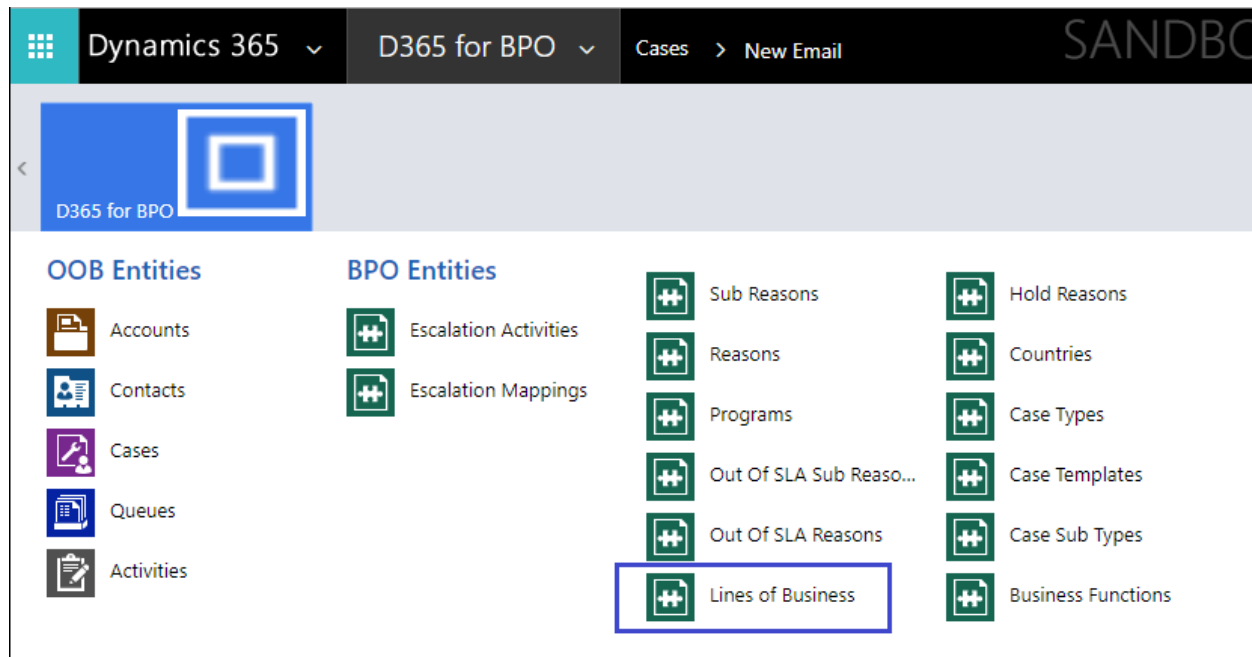 Dynamics 365
D365 for BPO
Cases > New Email
D365 for BPO
OOB Entities
Accounts
Contacts
Cases
Queues
Activities
BPO Entities
Escalation Activities
Escalation Mappings
Sub Reasons
Reasons
Programs
Out Of SLA Sub Reaso...
Out Of SLA Reasons
Lines of Business
Hold Reasons
Countries
Case Types
Case Templates
Case Sub Types
Business Functions